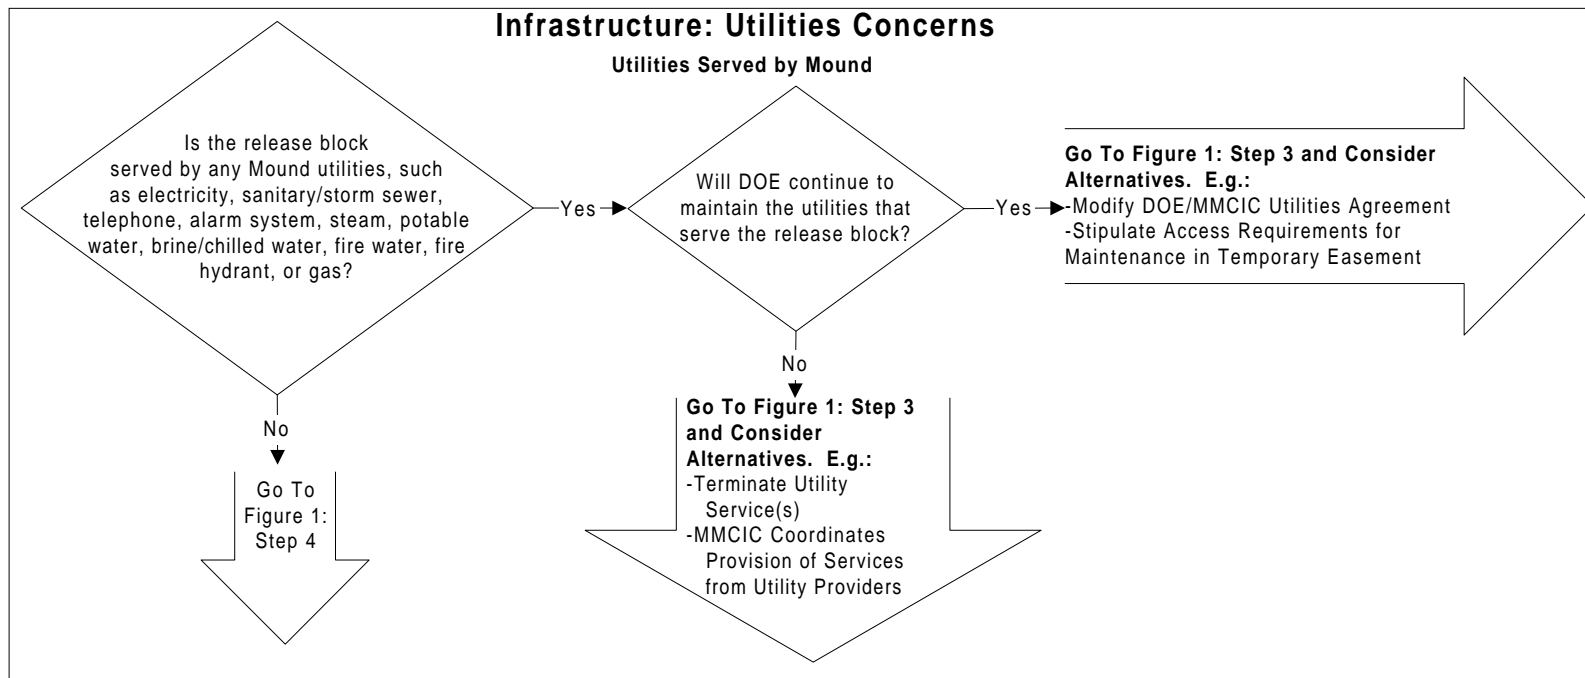 Infrastructure: Utilities Concerns
Utilities Served by Mound
Is the release block
served by any Mound utilities, such
as electricity, sanitary/storm sewer,
telephone, alarm system, steam, potable
water, brine/chilled water, fire water, fire
hydrant, or gas?
Yes
Will DOE continue to
maintain the utilities that
serve the release block?
Yes
Go To Figure 1: Step 3 and Consider
Alternatives. E.g.:
-Modify DOE/MMCIC Utilities Agreement
-Stipulate Access Requirements for
Maintenance in Temporary Easement
No
Go To
Figure 1:
Step 4
No
Go To Figure 1: Step 3
and Consider
Alternatives. E.g.:
-Terminate Utility
Service(s)
-MMCIC Coordinates
Provision of Services
from Utility Providers